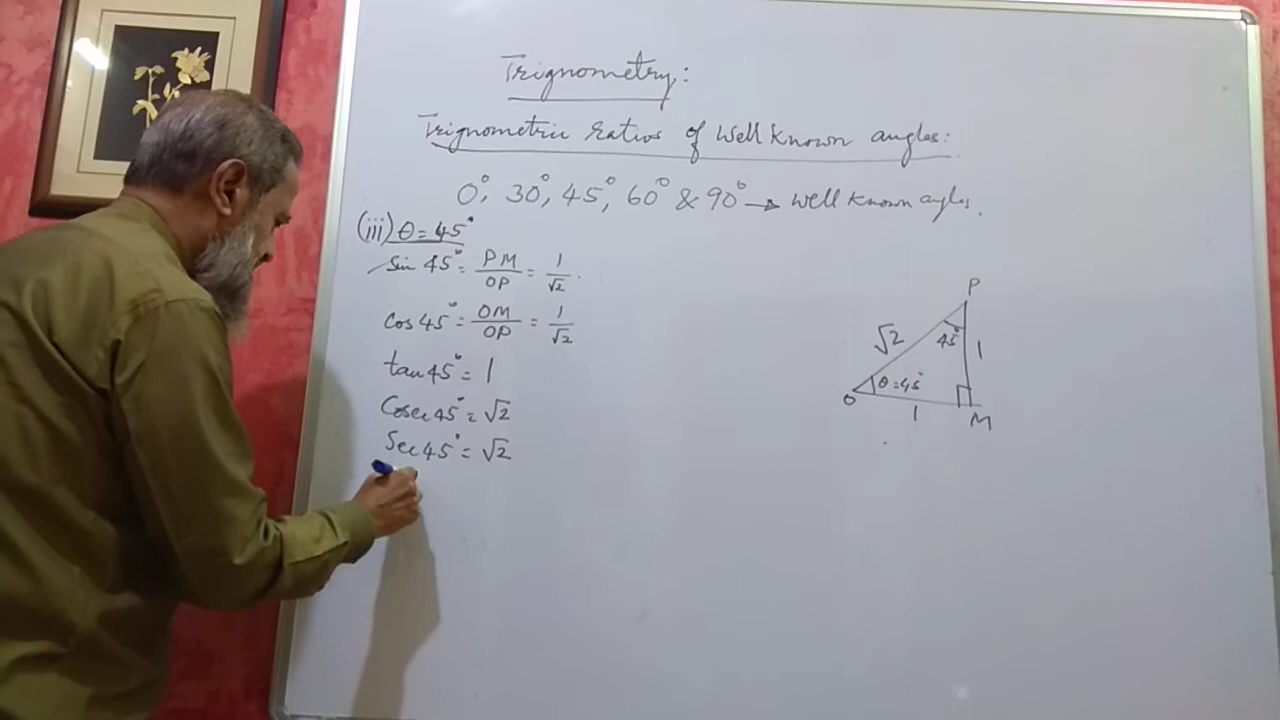 Trignometry:
Trignometric ratios of well known angles:
0°, 30°, 45°, 60° & 90° → well known angles.
(iii) θ = 45°
Sin 45° = PM/OP = 1/√2
Cos 45° = OM/OP = 1/√2
tan 45° = 1
Cosec 45° = √2
Sec 45° = √2
P
√2
45°
1
θ = 45°
O
1
M